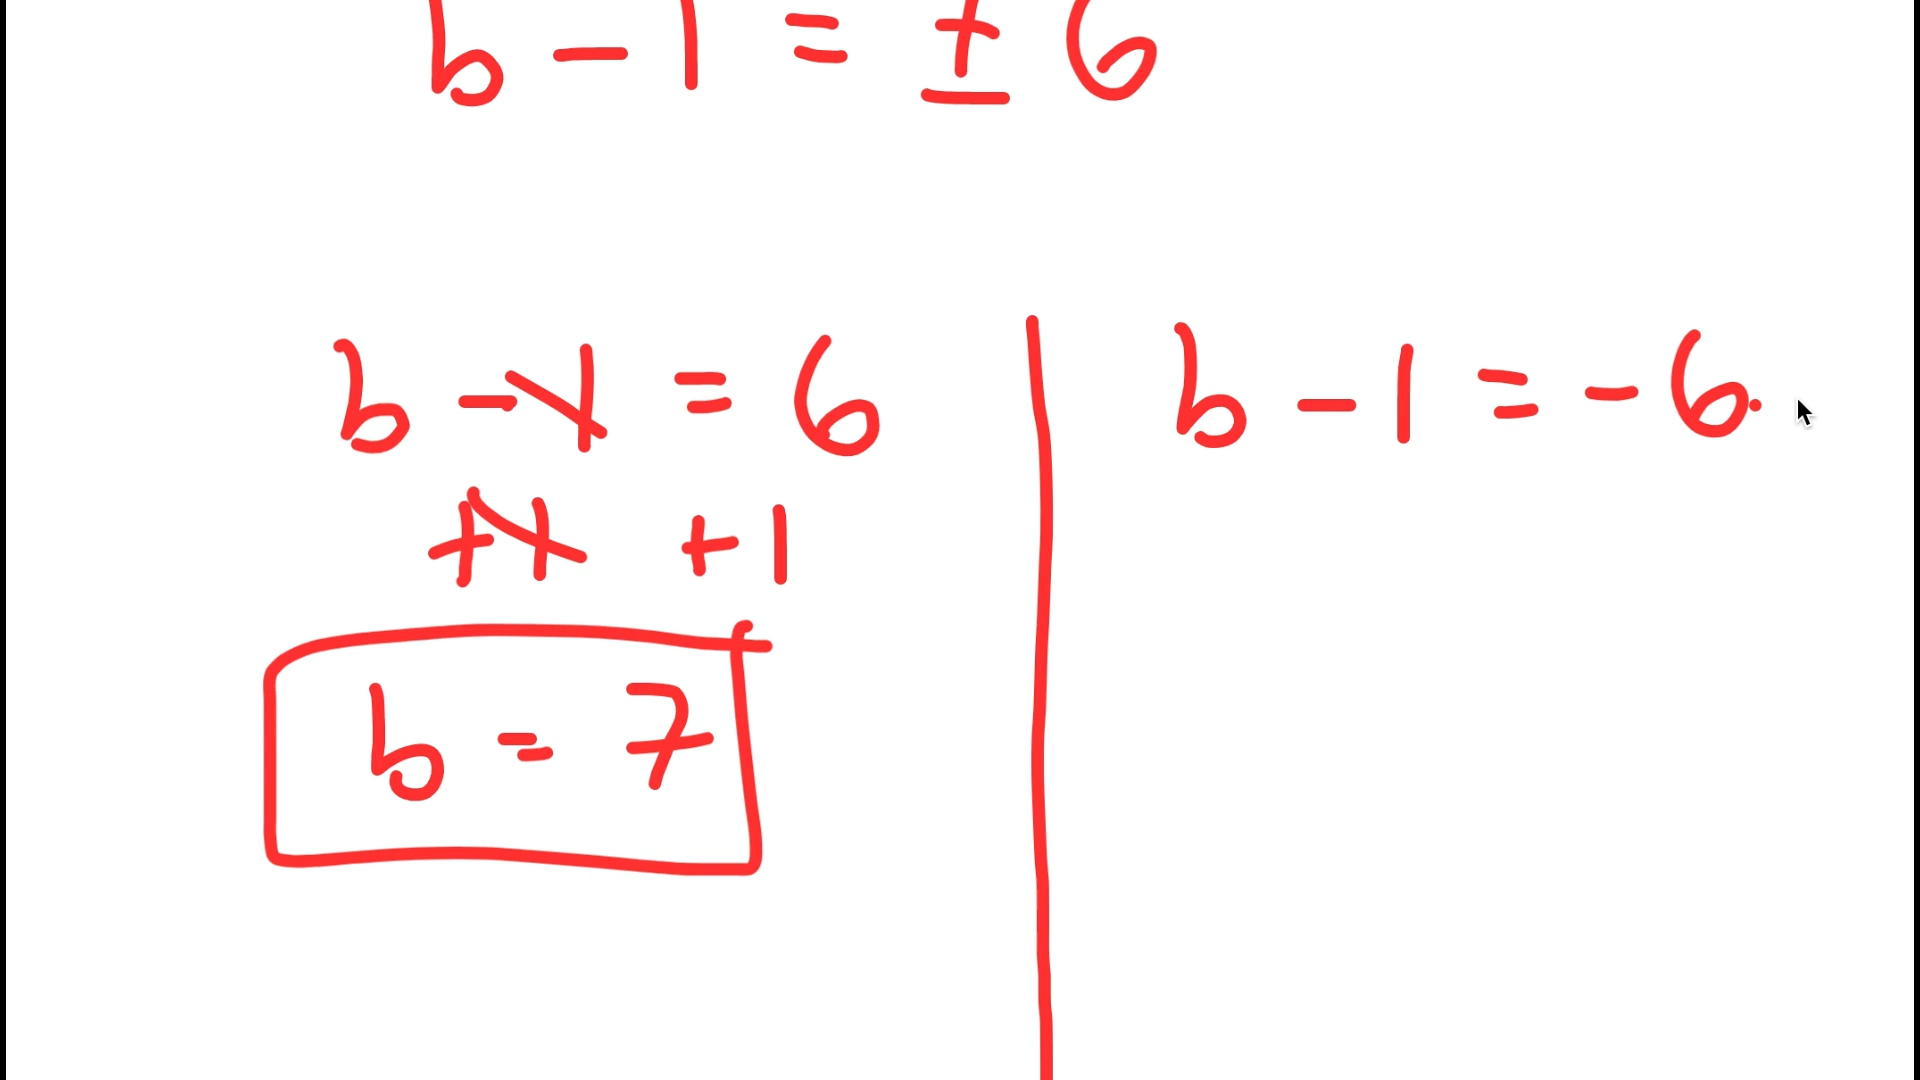 b - 1 = ± 6
b - 1 = 6
+ 1 + 1
b = 7
b - 1 = - 6.